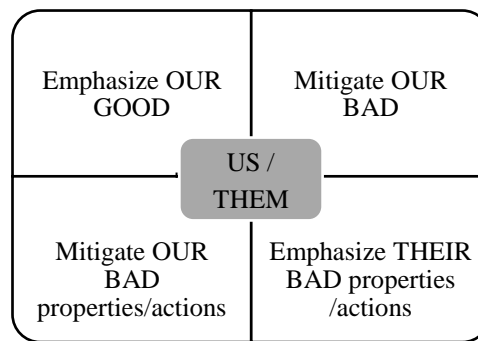 Emphasize OUR
GOOD
Mitigate OUR
BAD
US /
THEM
Mitigate OUR
BAD
properties/actions
Emphasize THEIR
BAD properties
/actions